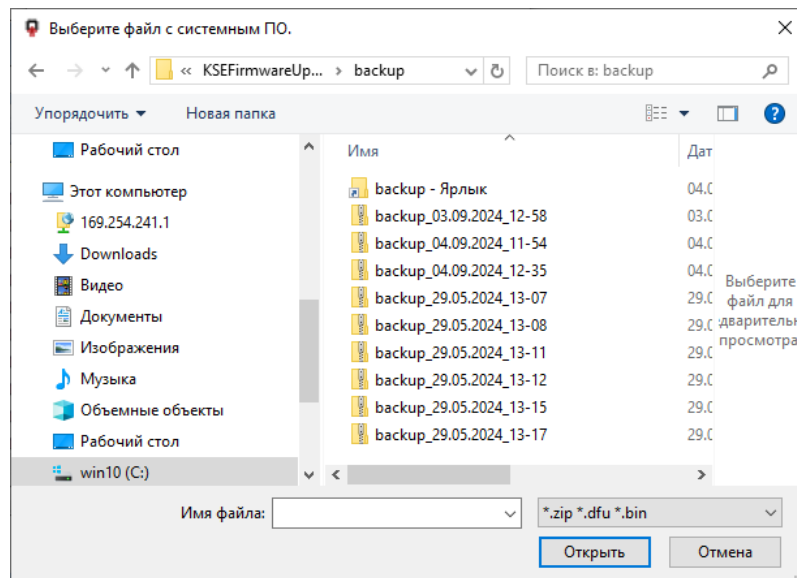 Выберите файл с системным ПО.
« KSEFirmwareUp... › backup
Поиск в: backup
Упорядочить
Новая папка
Рабочий стол
Этот компьютер
169.254.241.1
Downloads
Видео
Документы
Изображения
Музыка
Объемные объекты
Рабочий стол
win10 (C:)
Имя
Дат
backup - Ярлык
04.0
backup_03.09.2024_12-58
03.0
backup_04.09.2024_11-54
04.0
backup_04.09.2024_12-35
04.0
backup_29.05.2024_13-07
29.0
backup_29.05.2024_13-08
29.0
backup_29.05.2024_13-11
29.0
backup_29.05.2024_13-12
29.0
backup_29.05.2024_13-15
29.0
backup_29.05.2024_13-17
29.0
Выберите
файл для
дварительн
просмотра
Имя файла:
*.zip *.dfu *.bin
Открыть
Отмена